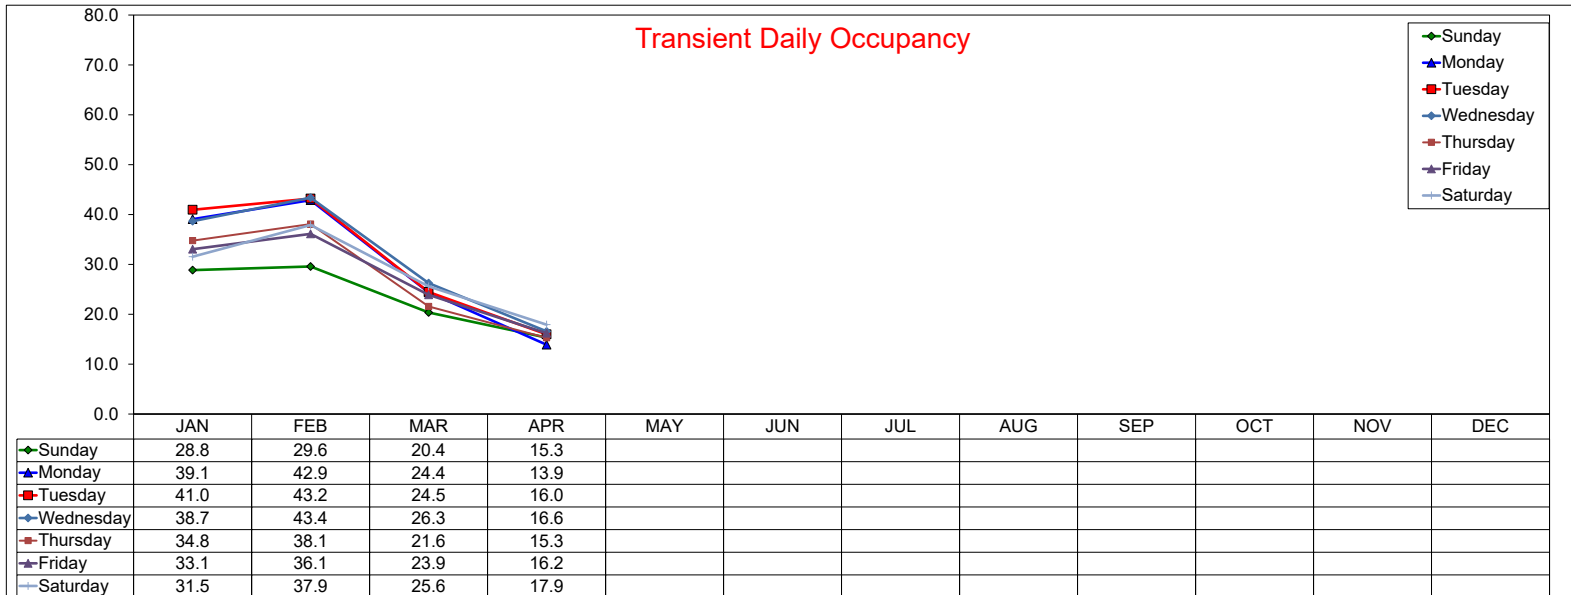 Transient Daily Occupancy
80.0
70.0
60.0
50.0
40.0
30.0
20.0
10.0
0.0
Sunday
Monday
Tuesday
Wednesday
Thursday
Friday
Saturday
JAN FEB MAR APR MAY JUN JUL AUG SEP OCT NOV DEC
Sunday 28.8 29.6 20.4 15.3
Monday 39.1 42.9 24.4 13.9
Tuesday 41.0 43.2 24.5 16.0
Wednesday 38.7 43.4 26.3 16.6
Thursday 34.8 38.1 21.6 15.3
Friday 33.1 36.1 23.9 16.2
Saturday 31.5 37.9 25.6 17.9